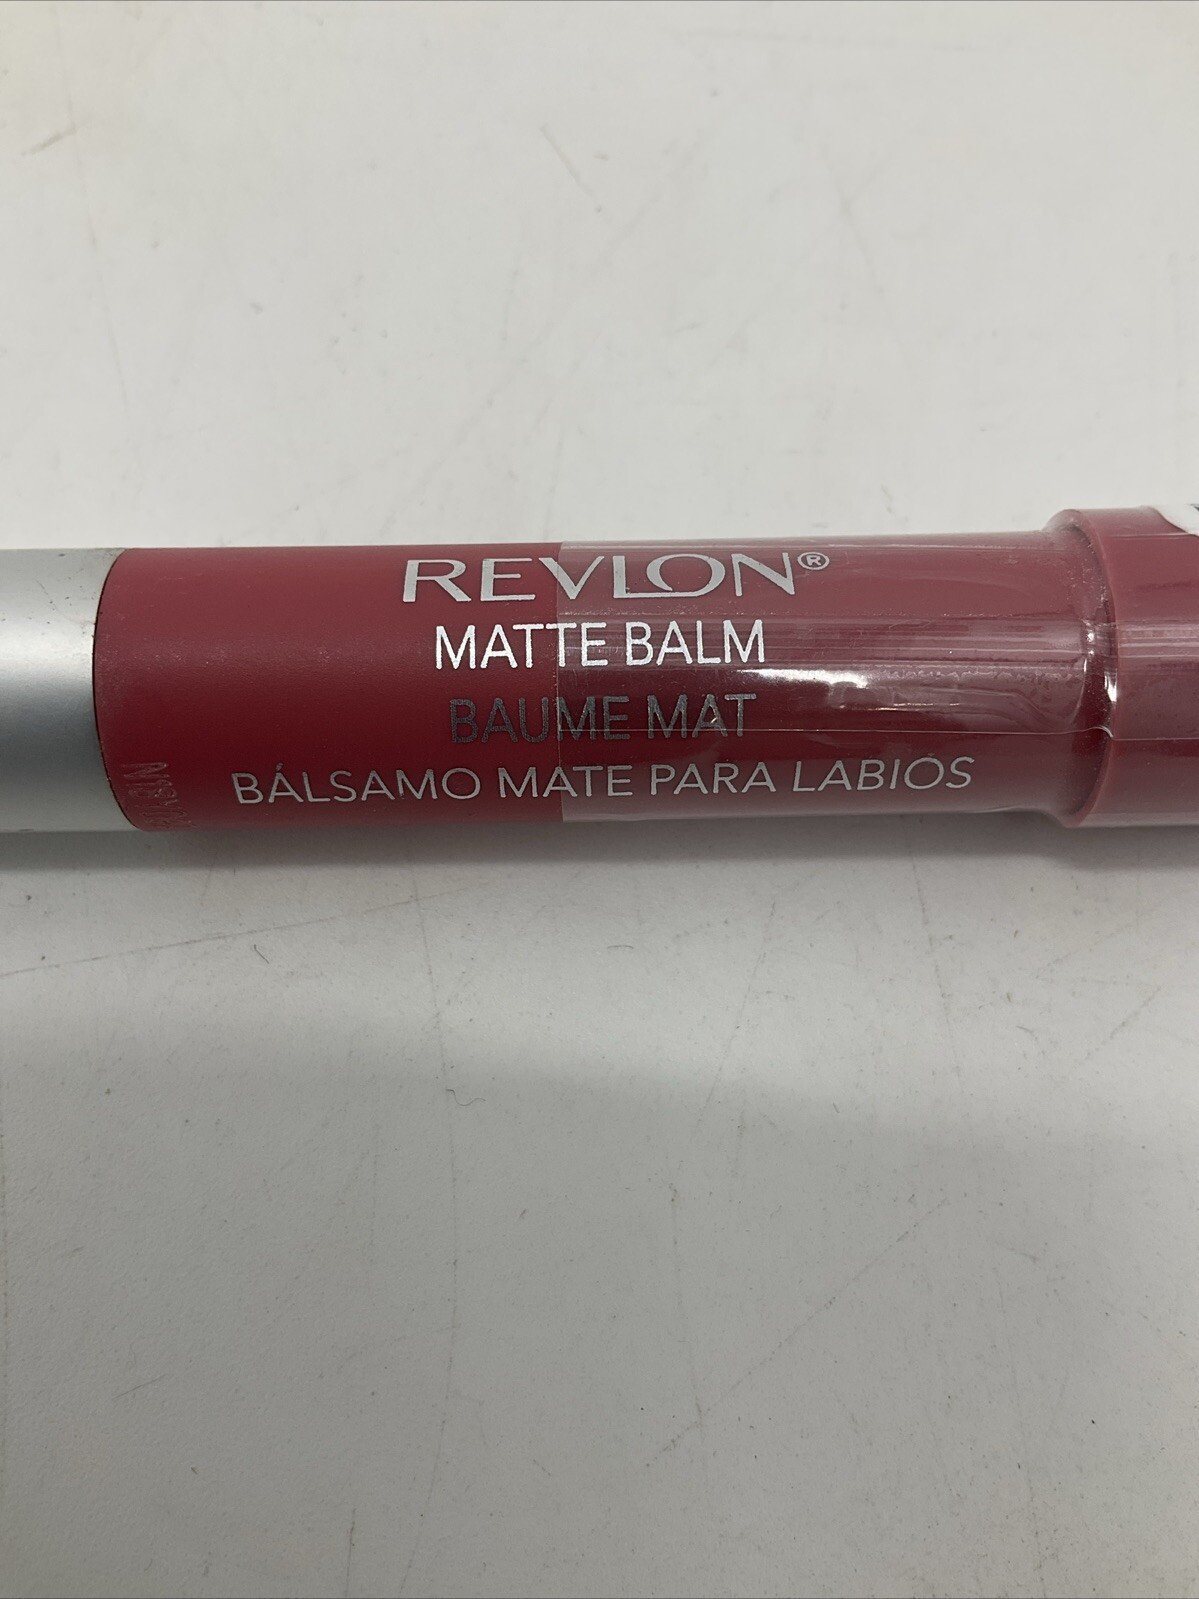 REVLON®
MATTE BALM
BAUME MAT
BÁLSAMO MATE PARA LABIOS